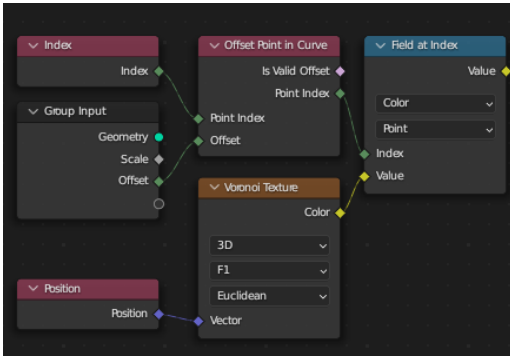 Index
Index
Group Input
Geometry
Scale
Offset
Position
Position
Offset Point in Curve
Is Valid Offset
Point Index
Point Index
Offset
Voronoi Texture
Color
3D
F1
Euclidean
Vector
Field at Index
Value
Color
Point
Index
Value